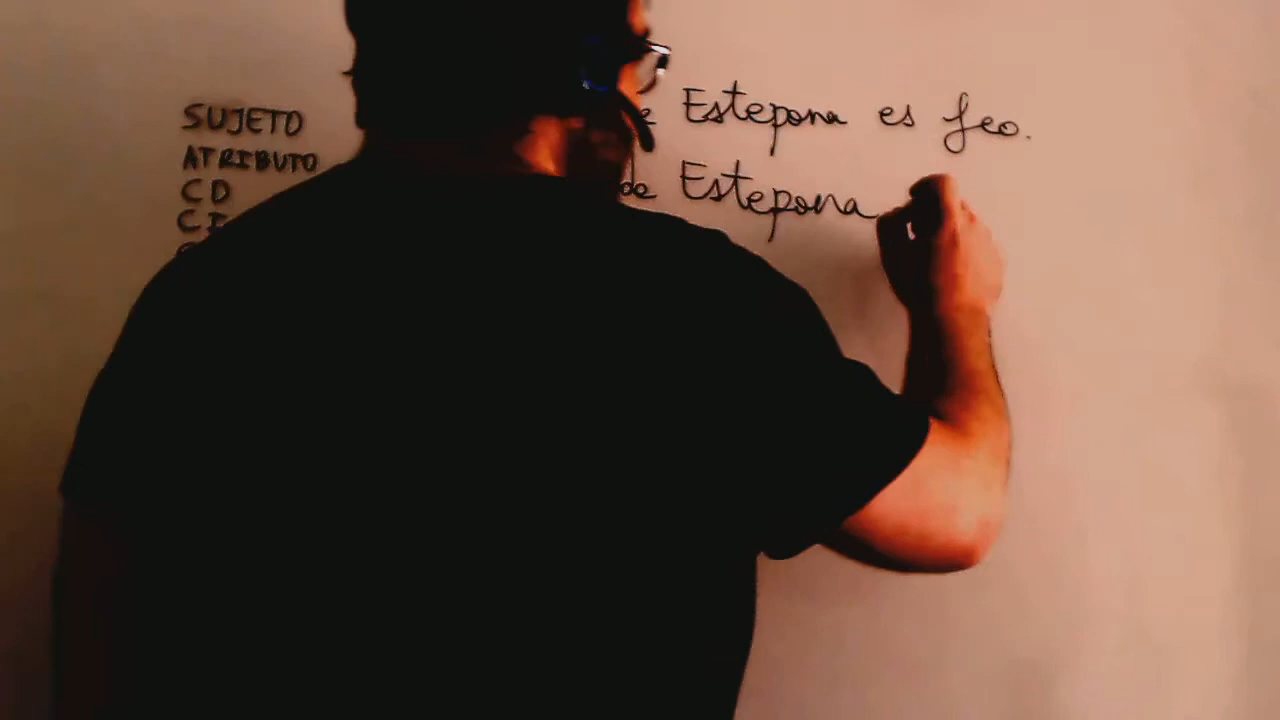 SUJETO
ATRIBUTO
CD
Estepona es feo.
de Estepona